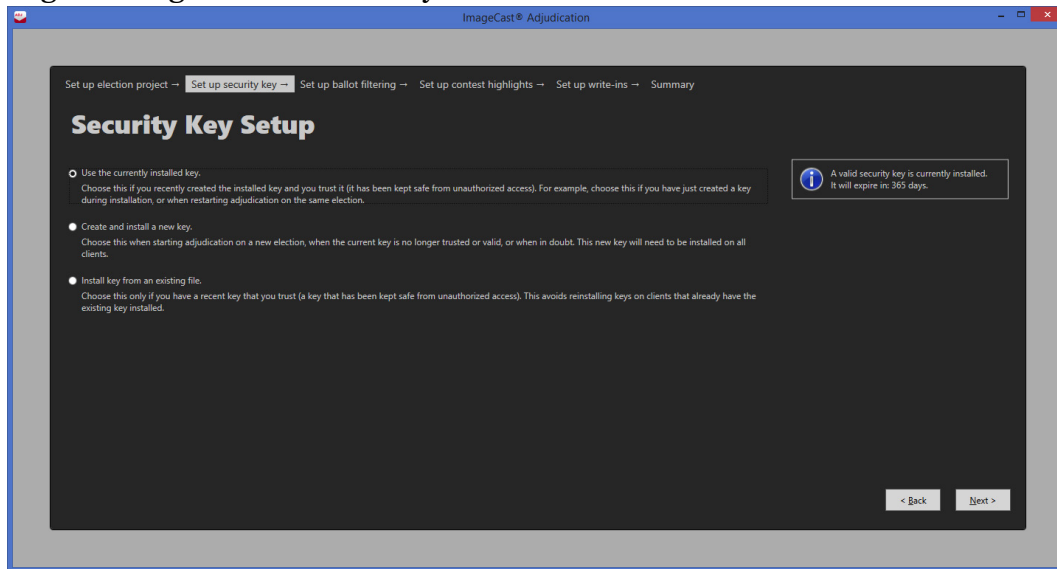 ImageCast® Adjudication
Set up election project → Set up security key → Set up ballot filtering → Set up contest highlights → Set up write-ins → Summary
Security Key Setup
Use the currently installed key.
Choose this if you recently created the installed key and you trust it (it has been kept safe from unauthorized access). For example, choose this if you have just created a key
during installation, or when restarting adjudication on the same election.
A valid security key is currently installed.
It will expire in: 365 days.
Create and install a new key.
Choose this when starting adjudication on a new election, when the current key is no longer trusted or valid, or when in doubt. This new key will need to be installed on all
clients.
Install key from an existing file.
Choose this only if you have a recent key that you trust (a key that has been kept safe from unauthorized access). This avoids reinstalling keys on clients that already have the
existing key installed.
< Back
Next >